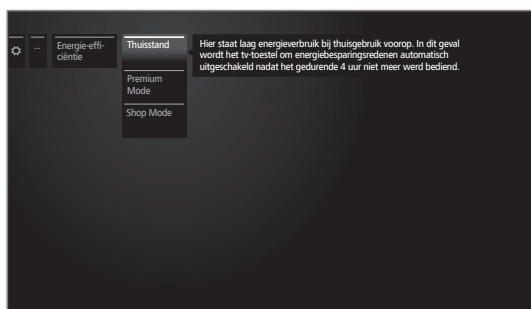 ...
Energie-effi-
ciëntie
Thuisstand
Premium
Mode
Shop Mode
Hier staat laag energieverbruik bij thuisgebruik voorop. In dit geval
wordt het tv-toestel om energiebesparingsredenen automatisch
uitgeschakeld nadat het gedurende 4 uur niet meer werd bediend.